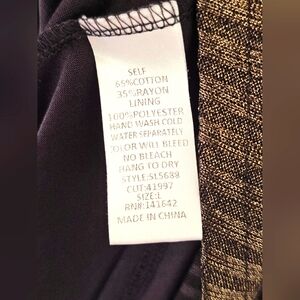 SELF
65%COTTON
35%RAYON
LINING
100%POLYESTER
HAND WASH COLD
WATER SEPARATELY
COLOR WILL BLEED
NO BLEACH
HANG TO DRY
STYLE:SL5688
CUT:41997
SIZE:L
RN#:141642
MADE IN CHINA